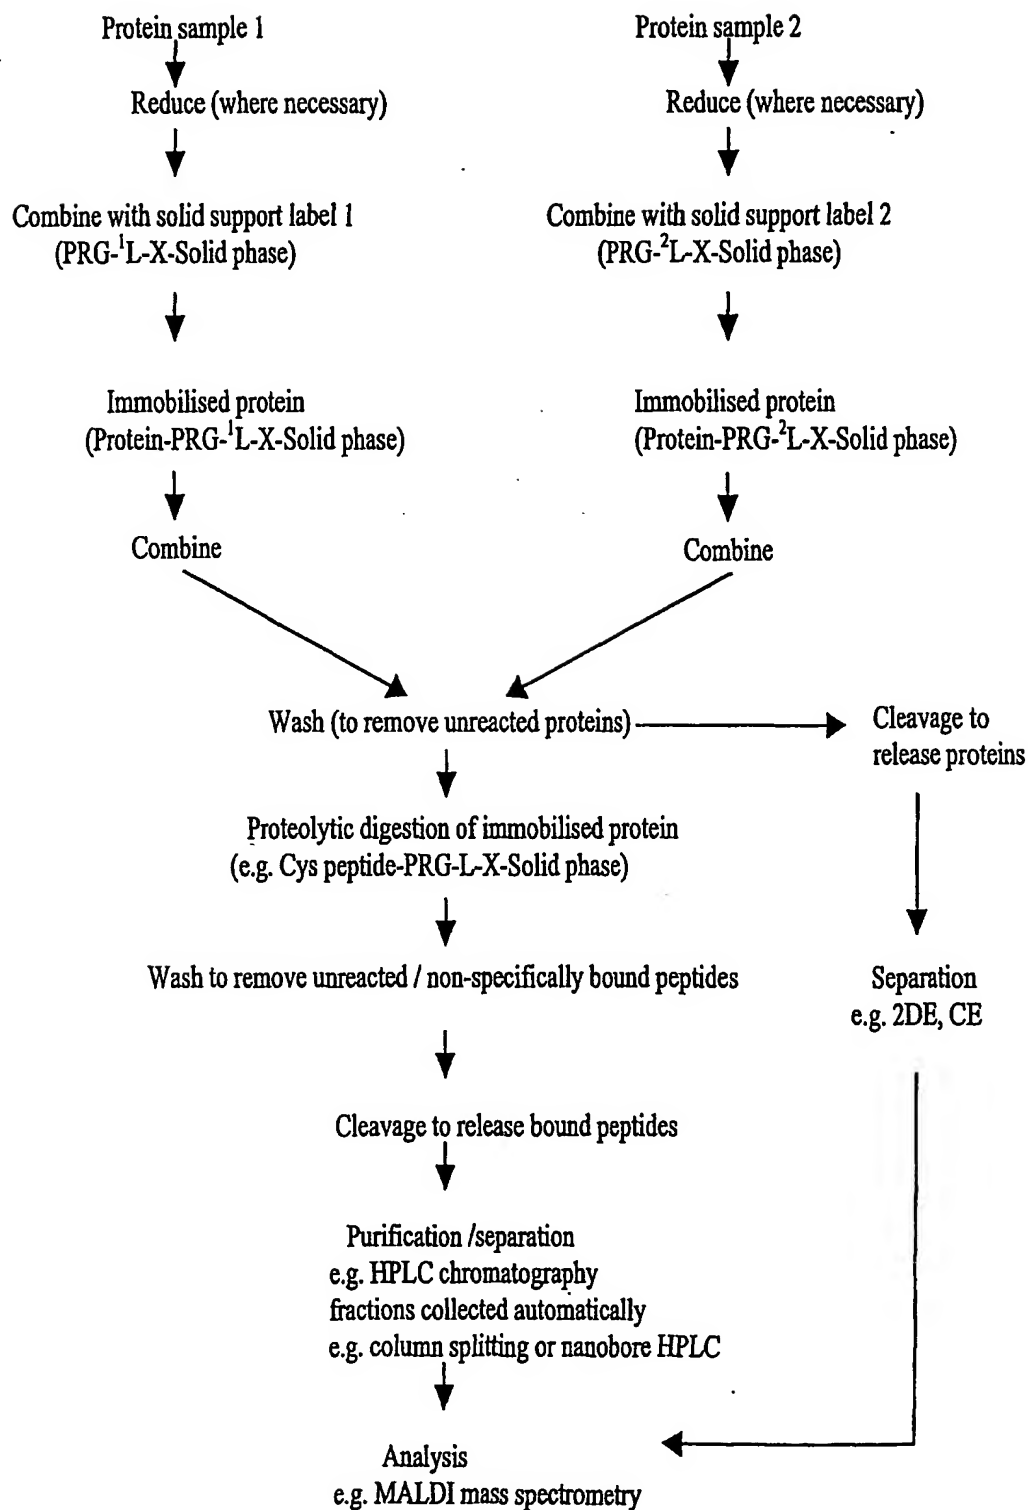 Protein sample 1
Protein sample 2
Reduce (where necessary)
Reduce (where necessary)
Combine with solid support label 1
(PRG-¹L-X-Solid phase)
Combine with solid support label 2
(PRG-²L-X-Solid phase)
Immobilised protein
(Protein-PRG-¹L-X-Solid phase)
Immobilised protein
(Protein-PRG-²L-X-Solid phase)
Combine
Combine
Wash (to remove unreacted proteins)
Cleavage to
release proteins
Proteolytic digestion of immobilised protein
(e.g. Cys peptide-PRG-L-X-Solid phase)
Wash to remove unreacted / non-specifically bound peptides
Separation
e.g. 2DE, CE
Cleavage to release bound peptides
Purification /separation
e.g. HPLC chromatography
fractions collected automatically
e.g. column splitting or nanobore HPLC
Analysis
e.g. MALDI mass spectrometry